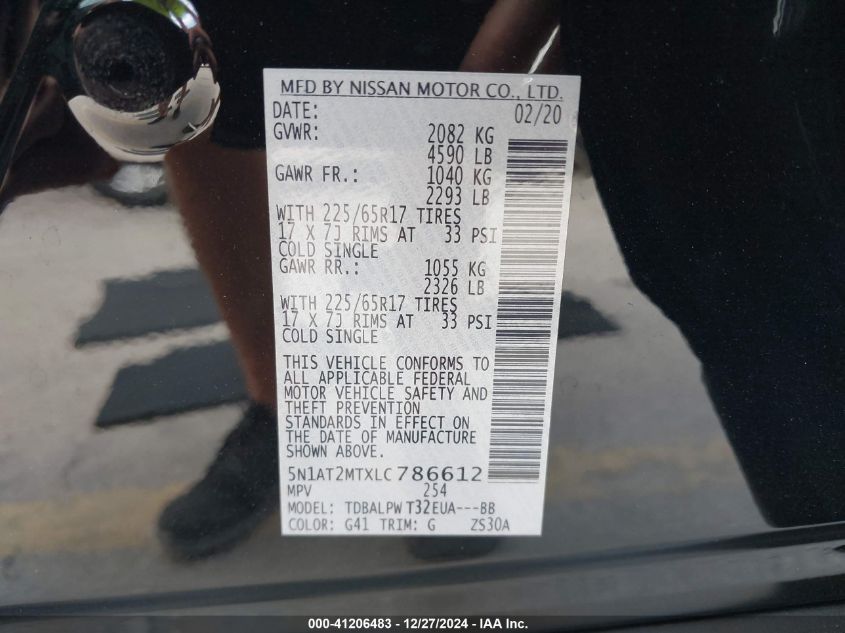 MFD BY NISSAN MOTOR CO., LTD.
DATE: 02/20
GVWR: 2082 KG
4590 LB
GAWR FR.: 1040 KG
2293 LB
WITH 225/65R17 TIRES
17 X 7J RIMS AT 33 PSI
COLD SINGLE
GAWR RR.: 1055 KG
2326 LB
WITH 225/65R17 TIRES
17 X 7J RIMS AT 33 PSI
COLD SINGLE
THIS VEHICLE CONFORMS TO
ALL APPLICABLE FEDERAL
MOTOR VEHICLE SAFETY AND
THEFT PREVENTION
STANDARDS IN EFFECT ON
THE DATE OF MANUFACTURE
SHOWN ABOVE.
5N1AT2MTXLC786612
MPV 254
MODEL: TDBALPW T32EUA---BB
COLOR: G41 TRIM: G ZS30A
000-41206483 - 12/27/2024 - IAA Inc.